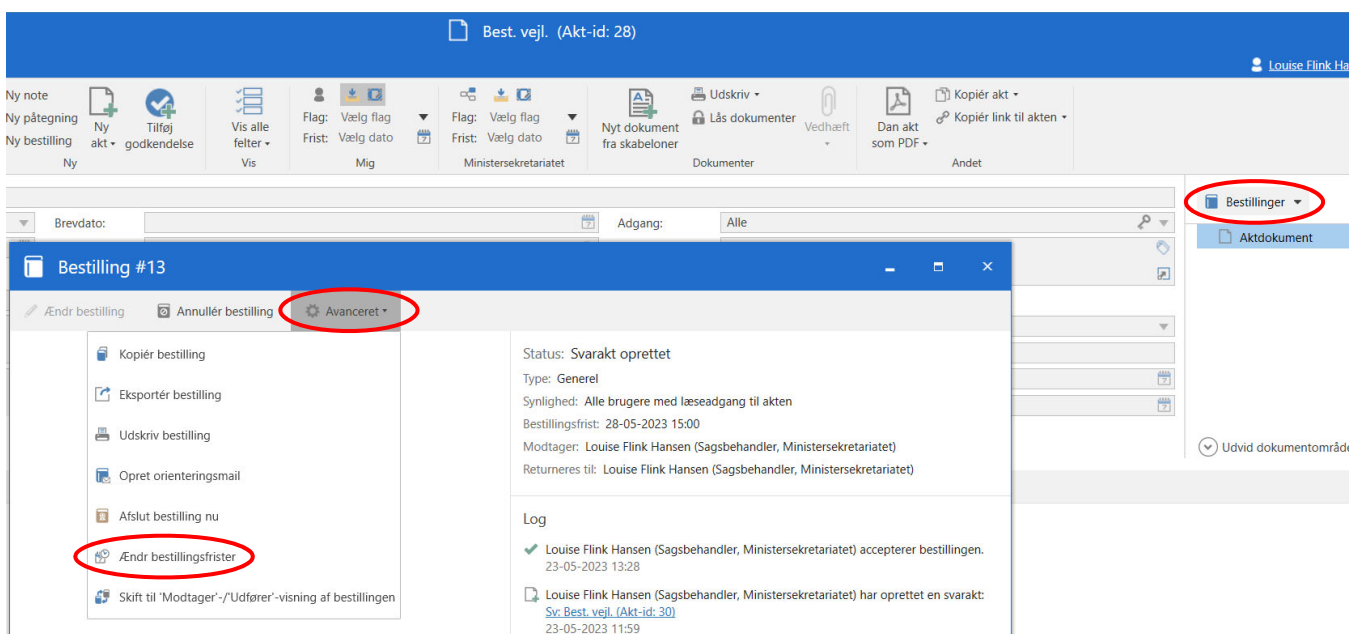 Best. vejl. (Akt-id: 28)
Louise Flink Ha
Ny note
Ny påtegning
Ny bestilling
Ny
akt
Tilføj
godkendelse
Ny
Vis alle
felter
Vis
Flag: Vælg flag
Frist: Vælg dato
Mig
Flag: Vælg flag
Frist: Vælg dato
Ministersekretariatet
Nyt dokument
fra skabeloner
Udskriv
Lås dokumenter
Vedhæft
Dokumenter
Dan akt
som PDF
Kopiér akt
Kopiér link til akten
Andet
Brevdato:
Adgang: Alle
Bestillinger
Aktdokument
Udvid dokumentområde
Bestilling #13
Ændr bestilling Annullér bestilling Avanceret
Kopiér bestilling
Eksportér bestilling
Udskriv bestilling
Opret orienteringsmail
Afslut bestilling nu
Ændr bestillingsfrister
Skift til 'Modtager'-/'Udfører'-visning af bestillingen
Status: Svarakt oprettet
Type: Generel
Synlighed: Alle brugere med læseadgang til akten
Bestillingsfrist: 28-05-2023 15:00
Modtager: Louise Flink Hansen (Sagsbehandler, Ministersekretariatet)
Returneres til: Louise Flink Hansen (Sagsbehandler, Ministersekretariatet)
Log
Louise Flink Hansen (Sagsbehandler, Ministersekretariatet) accepterer bestillingen.
23-05-2023 13:28
Louise Flink Hansen (Sagsbehandler, Ministersekretariatet) har oprettet en svarakt:
Sv: Best. vejl. (Akt-id: 30)
23-05-2023 11:59